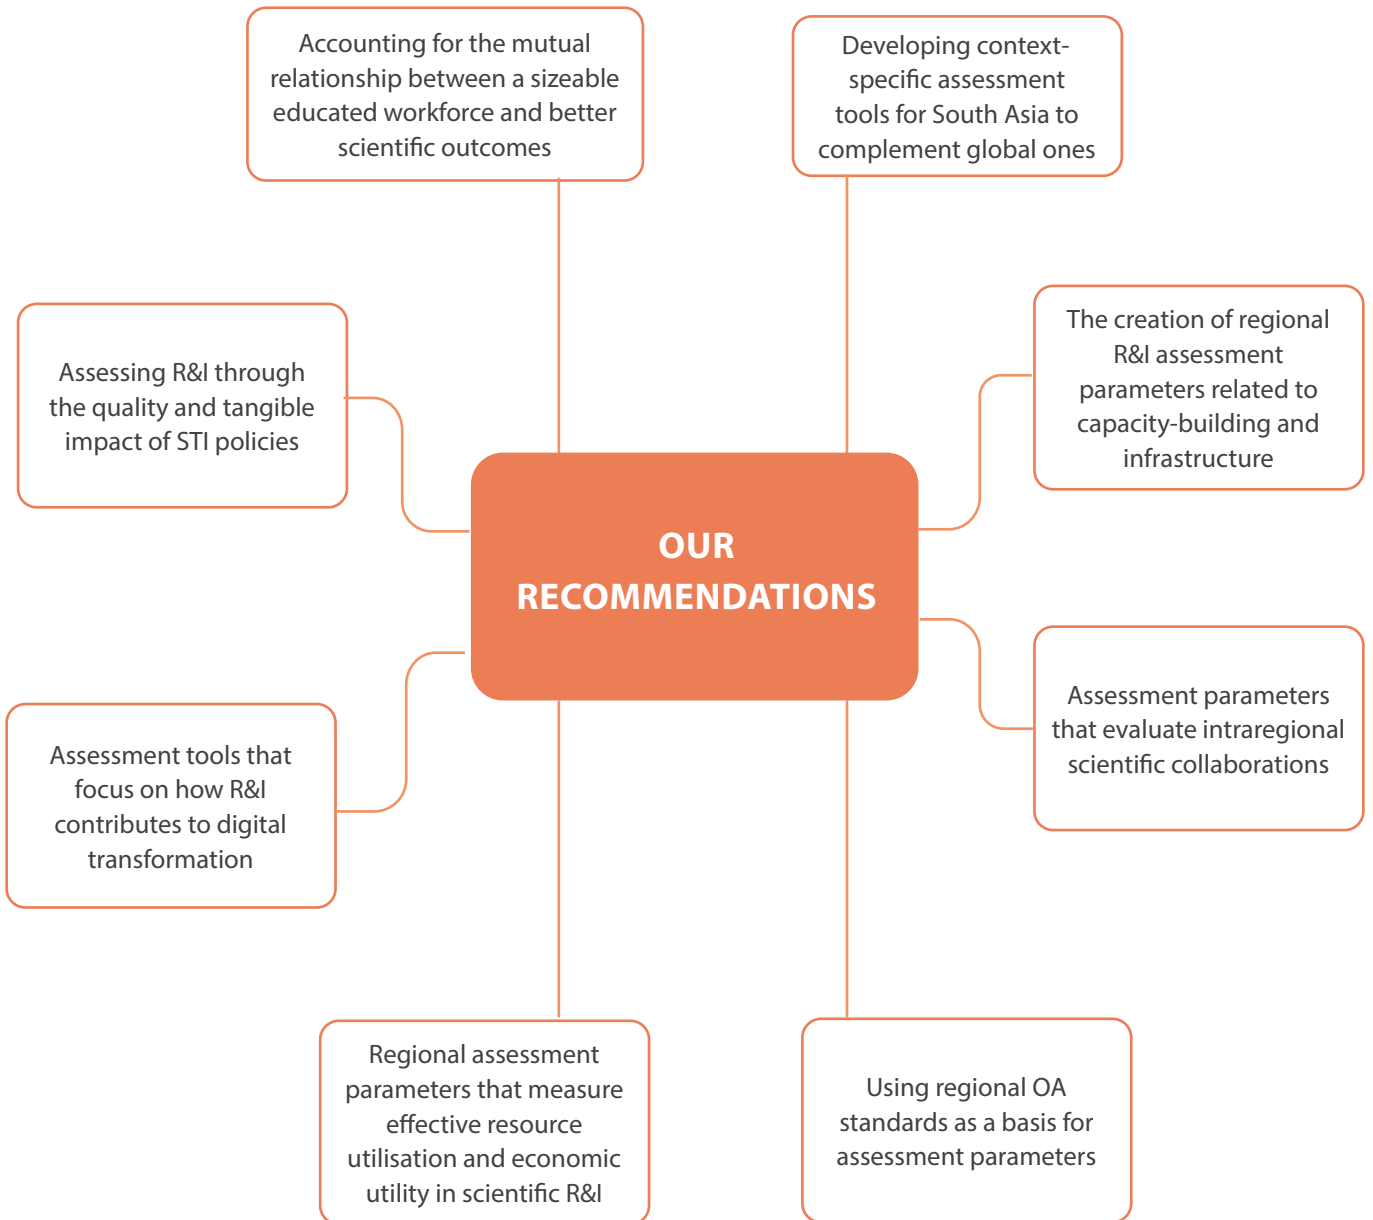 Accounting for the mutual
relationship between a sizeable
educated workforce and better
scientific outcomes
Developing context-
specific assessment
tools for South Asia to
complement global ones
Assessing R&I through
the quality and tangible
impact of STI policies
The creation of regional
R&I assessment
parameters related to
capacity-building and
infrastructure
OUR
RECOMMENDATIONS
Assessment tools that
focus on how R&I
contributes to digital
transformation
Assessment parameters
that evaluate intraregional
scientific collaborations
Regional assessment
parameters that measure
effective resource
utilisation and economic
utility in scientific R&I
Using regional OA
standards as a basis for
assessment parameters